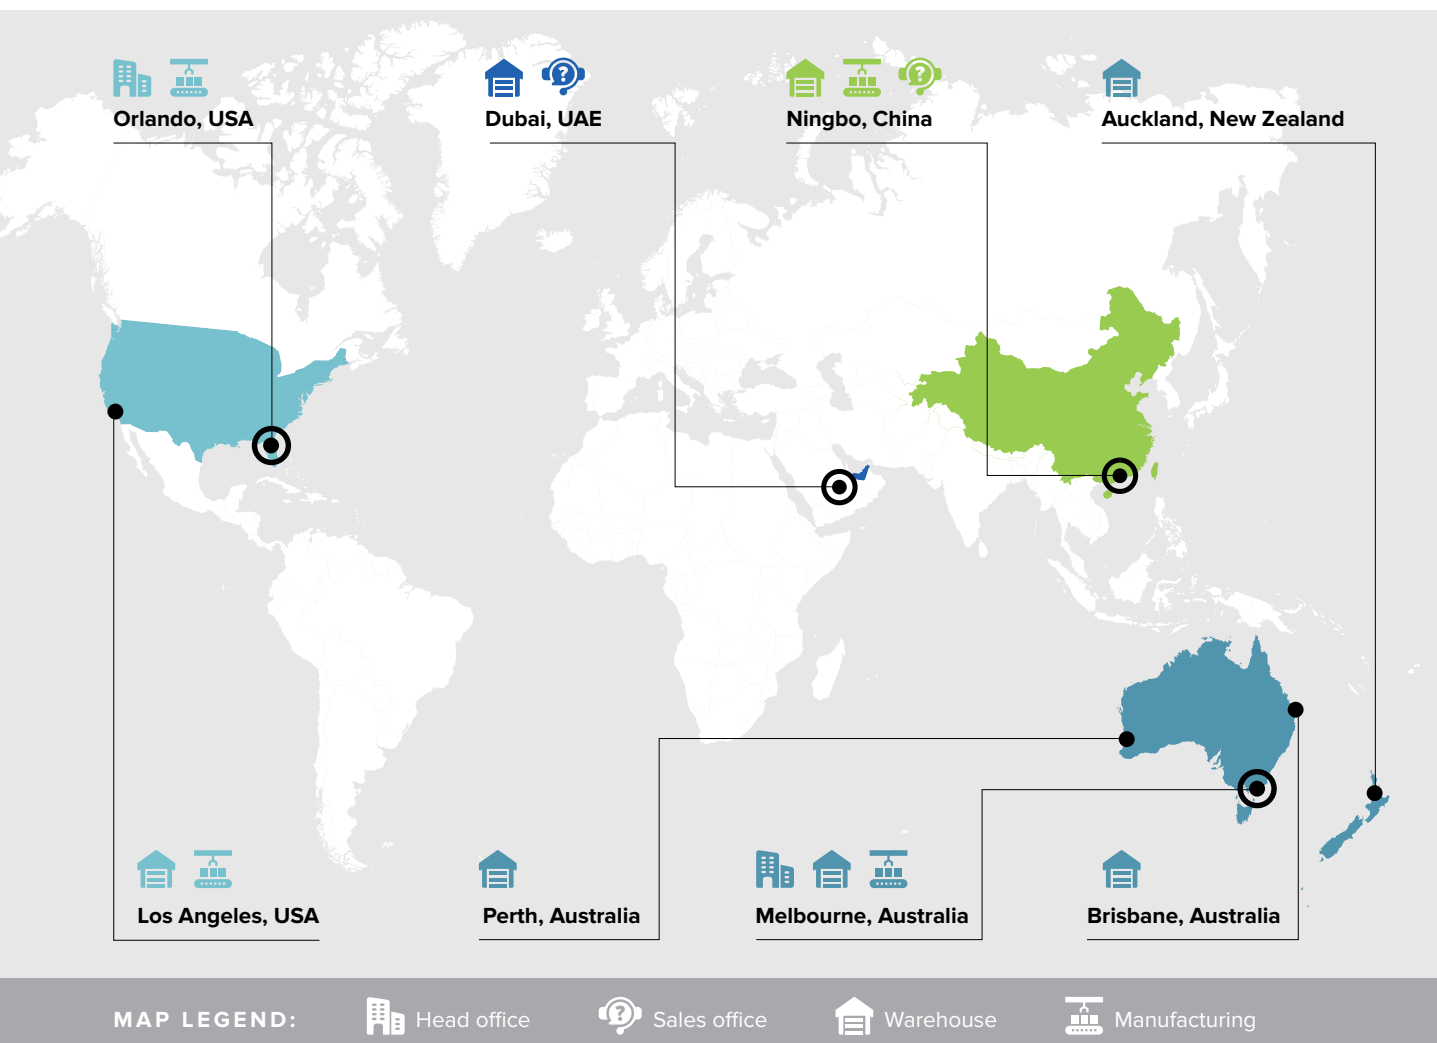 Orlando, USA
Dubai, UAE
Ningbo, China
Auckland, New Zealand
Los Angeles, USA
Perth, Australia
Melbourne, Australia
Brisbane, Australia
MAP LEGEND:
Head office
Sales office
Warehouse
Manufacturing